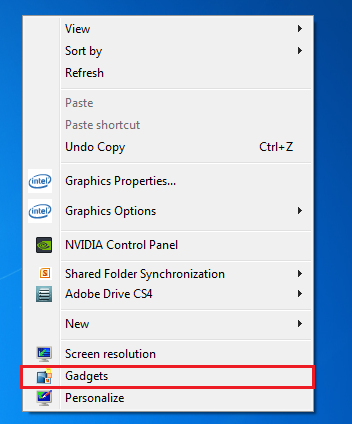 View
Sort by
Refresh
Paste
Paste shortcut
Undo Copy Ctrl+Z
intel Graphics Properties...
intel Graphics Options
NVIDIA Control Panel
Shared Folder Synchronization
Adobe Drive CS4
New
Screen resolution
Gadgets
Personalize